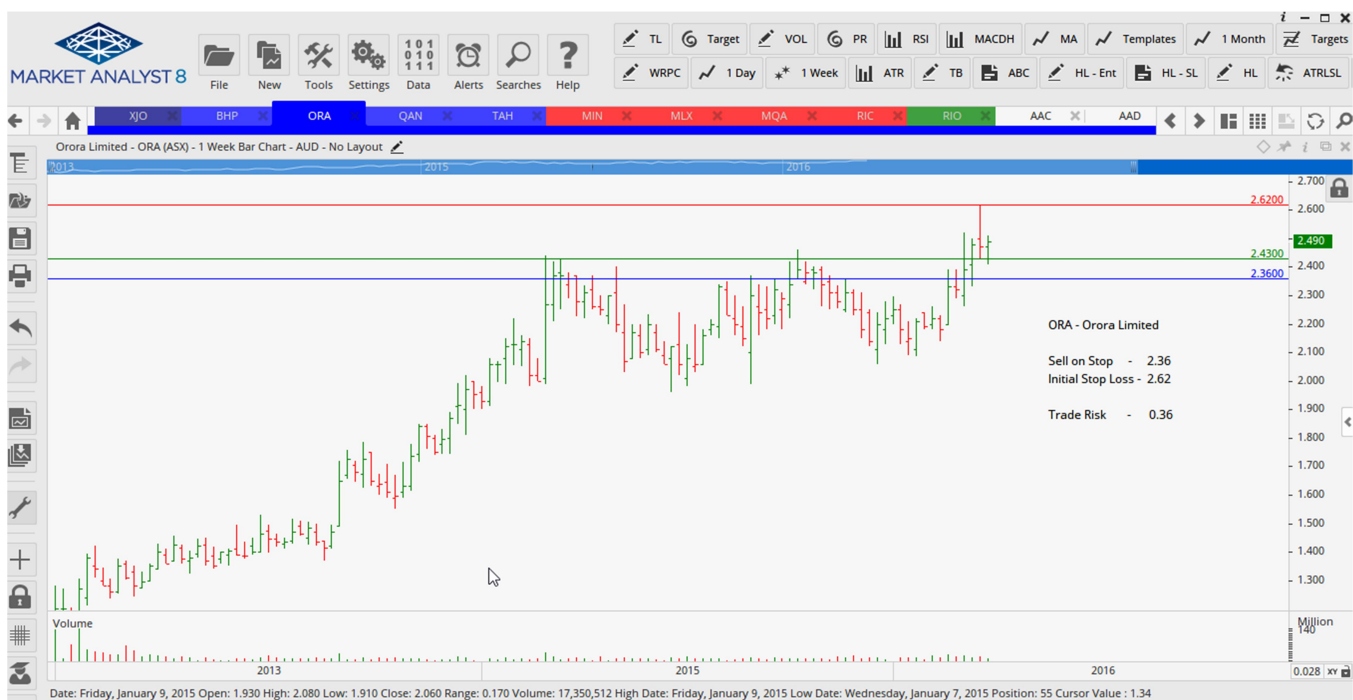 i
MARKET ANALYST 8
File New Tools Settings Data Alerts Searches Help
TL Target VOL PR RSI MACDH MA Templates 1 Month Targets
WRPC 1 Day 1 Week ATR TB ABC HL - Ent HL - SL HL ATRLSL
XJO BHP ORA QAN TAH MIN MLX MQA RIC RIO AAC AAD
Orora Limited - ORA (ASX) - 1 Week Bar Chart - AUD - No Layout
2013 2015 2016
2.700
2.6200
2.600
2.490
2.4300
2.400
2.3600
2.300
ORA - Orora Limited
2.200
Sell on Stop - 2.36
2.100
Initial Stop Loss - 2.62
2.000
Trade Risk - 0.36
1.900
1.800
1.700
1.600
1.500
1.400
1.300
Volume
Million
140
2013 2015 2016
0.028 XY
Date: Friday, January 9, 2015 Open: 1.930 High: 2.080 Low: 1.910 Close: 2.060 Range: 0.170 Volume: 17,350,512 High Date: Friday, January 9, 2015 Low Date: Wednesday, January 7, 2015 Position: 55 Cursor Value : 1.34